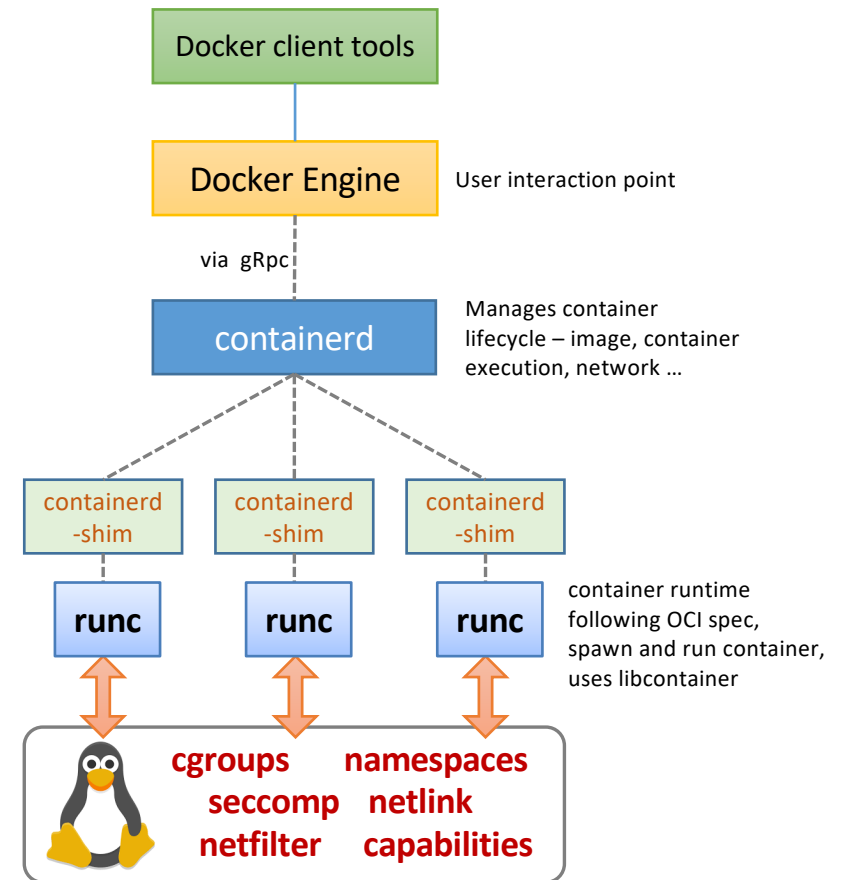 Docker client tools
Docker Engine
User interaction point
via gRpc
containerd
Manages container
lifecycle – image, container
execution, network ...
containerd
-shim
containerd
-shim
containerd
-shim
runc
runc
runc
container runtime
following OCI spec,
spawn and run container,
uses libcontainer
cgroups namespaces
seccomp netlink
netfilter capabilities